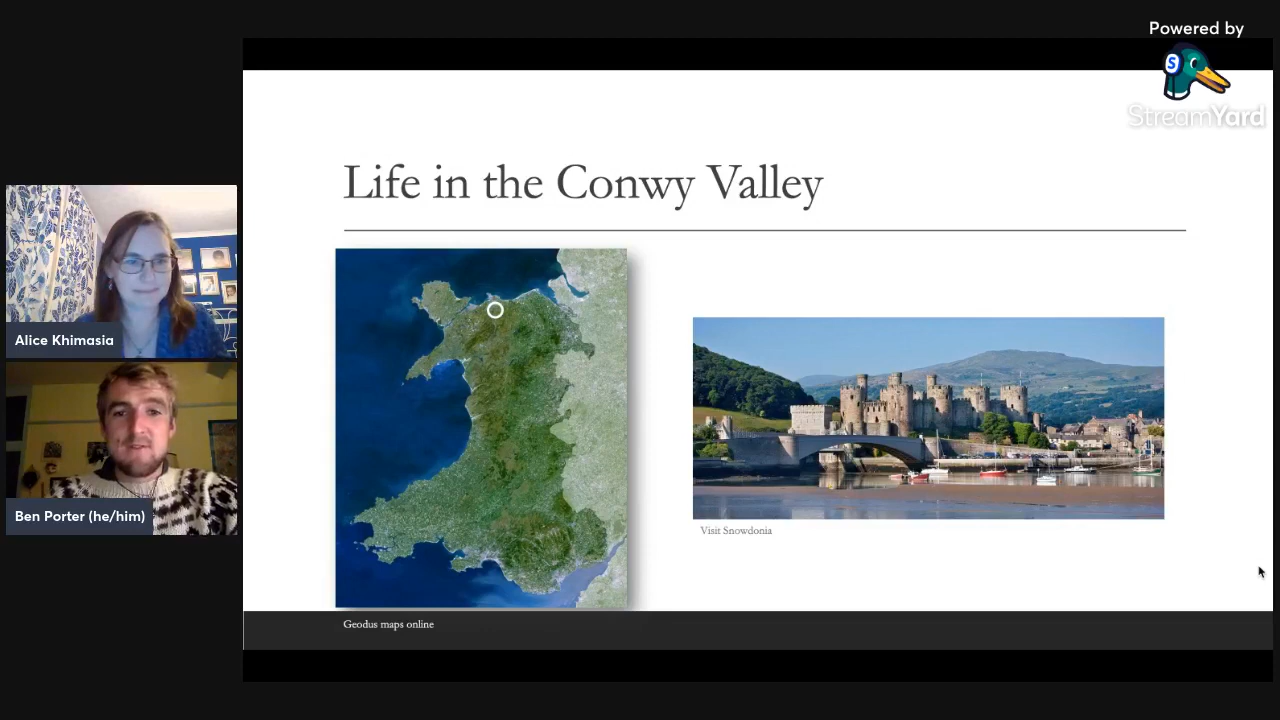 Powered by
StreamYard
Life in the Conwy Valley
Alice Khimasia
Ben Porter (he/him)
Visit Snowdonia
Geodus maps online